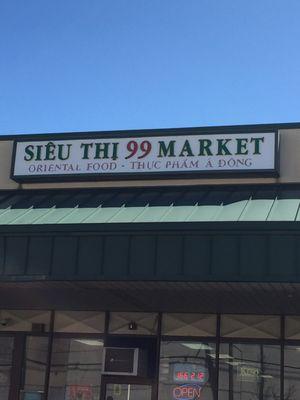 SIÊU THỊ 99 MARKET
ORIENTAL FOOD · THỰC PHẨM Á ĐÔNG
OPEN